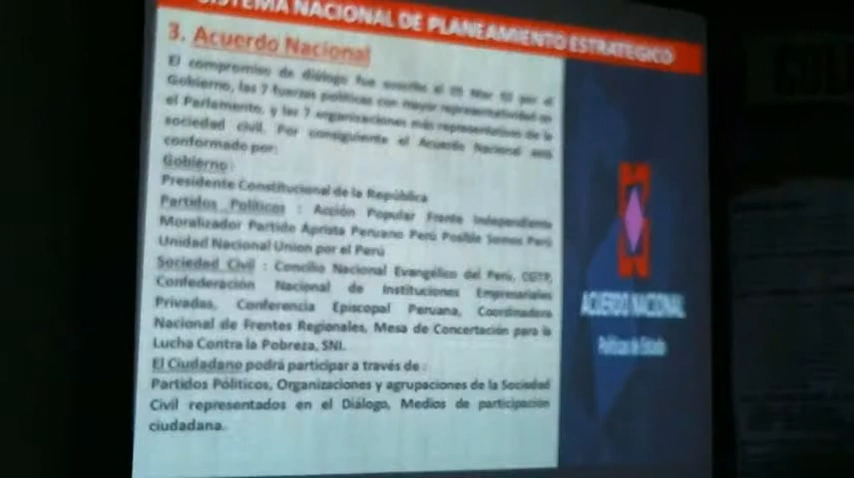 SISTEMA NACIONAL DE PLANEAMIENTO ESTRATEGICO
3. Acuerdo Nacional
El compromiso de diálogo fue suscrito el 05 Mar 02 por el
Gobierno, las 7 fuerzas políticas con mayor representatividad en
el Parlamento, y las 7 organizaciones más representativas de la
sociedad civil. Por consiguiente el Acuerdo Nacional está
conformado por:
Gobierno:
Presidente Constitucional de la República
Partidos Políticos : Acción Popular Frente Independiente
Moralizador Partido Aprista Peruano Perú Posible Somos Perú
Unidad Nacional Union por el Perú
Sociedad Civil : Concilio Nacional Evangélico del Perú, CGTP,
Confederación Nacional de Instituciones Empresariales
Privadas, Conferencia Episcopal Peruana, Coordinadora
Nacional de Frentes Regionales, Mesa de Concertación para la
Lucha Contra la Pobreza, SNI.
El Ciudadano podrá participar a través de :
Partidos Políticos, Organizaciones y agrupaciones de la Sociedad
Civil representados en el Diálogo, Medios de participación
ciudadana.
ACUERDO NACIONAL
Políticas de Estado